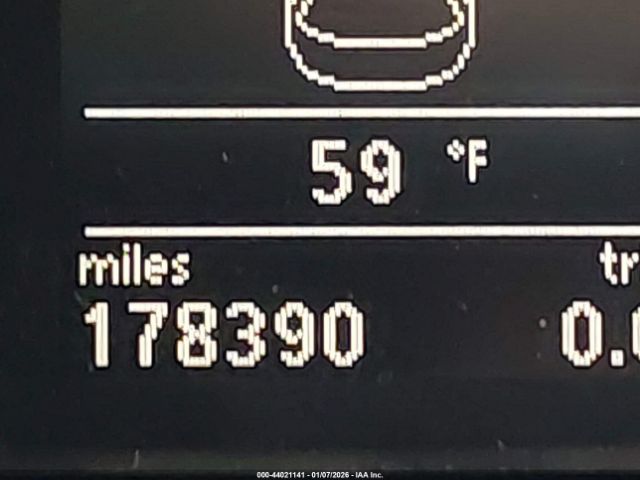 59 °F
miles
178390
000-44021141 - 01/07/2026 - IAA Inc.